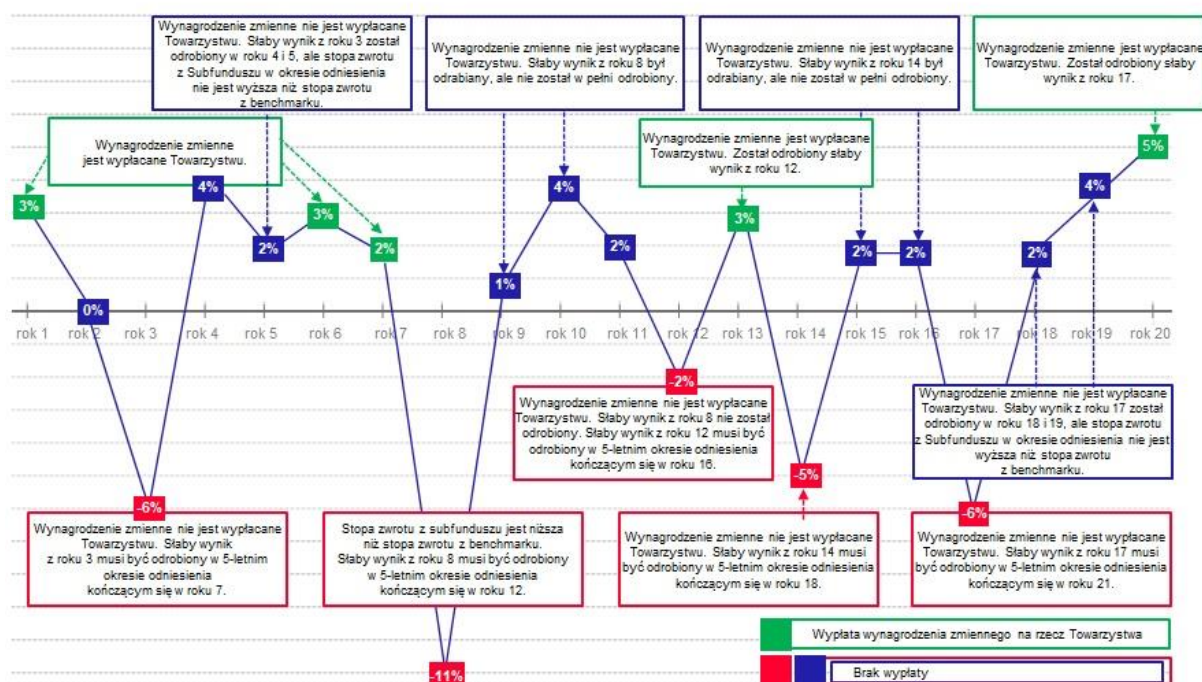 Wynagrodzenie zmienne nie jest wypłacane
Towarzystwu. Słaby wynik z roku 3 został
odrobiony w roku 4 i 5, ale stopa zwrotu
z Subfunduszu w okresie odniesienia
nie jest wyższa niż stopa zwrotu
z benchmarku.
Wynagrodzenie zmienne nie jest wypłacane
Towarzystwu. Słaby wynik z roku 8 był
odrabiany, ale nie został w pełni odrobiony.
Wynagrodzenie zmienne nie jest wypłacane
Towarzystwu. Słaby wynik z roku 14 był
odrabiany, ale nie został w pełni odrobiony.
Wynagrodzenie zmienne jest wypłacane
Towarzystwu. Został odrobiony słaby
wynik z roku 17.
Wynagrodzenie zmienne
jest wypłacane Towarzystwu.
Wynagrodzenie zmienne jest wypłacane
Towarzystwu. Został odrobiony słaby
wynik z roku 12.
3%
0%
-6%
4%
2%
3%
2%
-11%
1%
4%
2%
-2%
3%
-5%
2%
2%
-6%
2%
4%
5%
rok 1
rok 2
rok 3
rok 4
rok 5
rok 6
rok 7
rok 8
rok 9
rok 10
rok 11
rok 12
rok 13
rok 14
rok 15
rok 16
rok 17
rok 18
rok 19
rok 20
Wynagrodzenie zmienne nie jest wypłacane
Towarzystwu. Słaby wynik z roku 8 nie został
odrobiony. Słaby wynik z roku 12 musi być
odrobiony w 5-letnim okresie odniesienia
kończącym się w roku 16.
Wynagrodzenie zmienne nie jest wypłacane
Towarzystwu. Słaby wynik z roku 17 został
odrobiony w roku 18 i 19, ale stopa zwrotu
z Subfunduszu w okresie odniesienia nie jest
wyższa niż stopa zwrotu
z benchmarku.
Wynagrodzenie zmienne nie jest wypłacane
Towarzystwu. Słaby wynik
z roku 3 musi być odrobiony w 5-letnim
okresie odniesienia
kończącym się w roku 7.
Stopa zwrotu z subfunduszu jest niższa
niż stopa zwrotu z benchmarku.
Słaby wynik z roku 8 musi być odrobiony
w 5-letnim okresie odniesienia
kończącym się w roku 12.
Wynagrodzenie zmienne nie jest wypłacane
Towarzystwu. Słaby wynik z roku 14 musi
być odrobiony w 5-letnim okresie odniesienia
kończącym się w roku 18.
Wynagrodzenie zmienne nie jest wypłacane
Towarzystwu. Słaby wynik z roku 17 musi
być odrobiony w 5-letnim okresie odniesienia
kończącym się w roku 21.
Wypłata wynagrodzenia zmiennego na rzecz Towarzystwa
Brak wypłaty